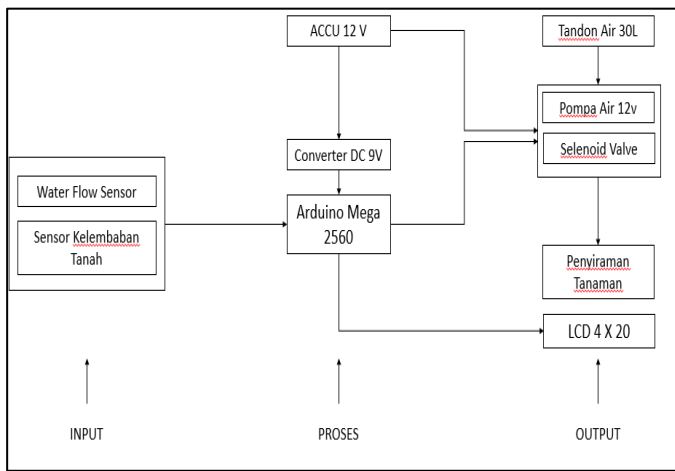 ACCU 12 V
Tandon Air 30L
Pompa Air 12v
Converter DC 9V
Selenoid Valve
Water Flow Sensor
Arduino Mega
2560
Sensor Kelembaban
Tanah
Penyiraman
Tanaman
LCD 4 X 20
INPUT
PROSES
OUTPUT